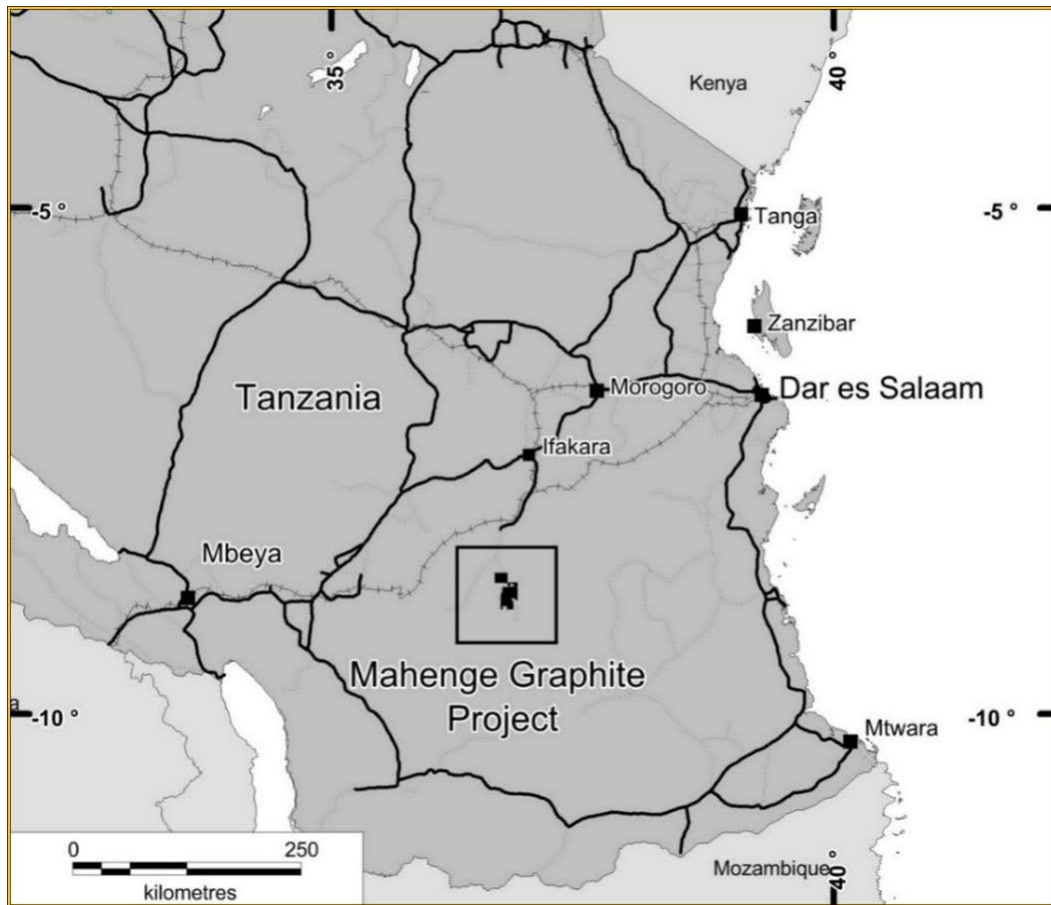 35°
40°
Kenya
-5°
-5°
Tanga
Zanzibar
Tanzania
Morogoro
Dar es Salaam
Ifakara
Mbeya
Mahenge Graphite
Project
a
-10°
-10°
Mtwara
0
250
kilometres
Mozambique
40°